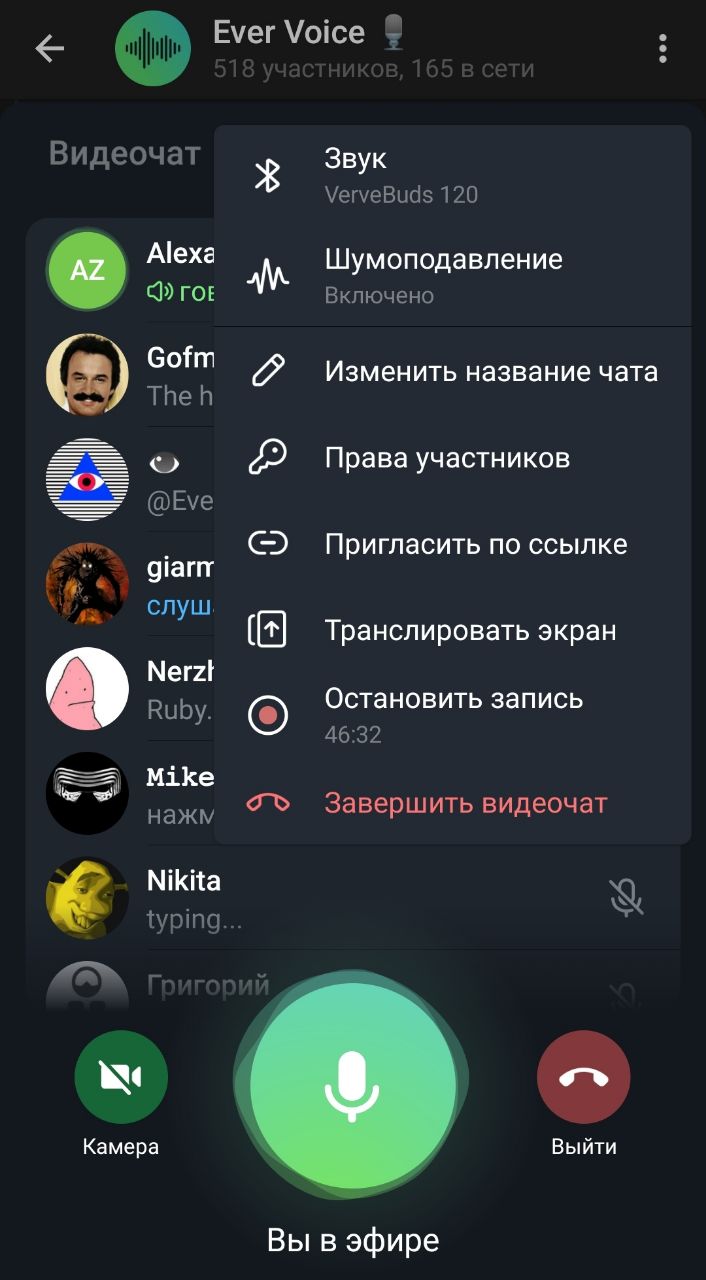 Ever Voice 🎙
518 участников, 165 в сети
Видеочат
Звук
VerveBuds 120
Шумоподавление
Включено
Изменить название чата
Права участников
Пригласить по ссылке
Транслировать экран
Остановить запись
46:32
Завершить видеочат
AZ
Alexa
гов
Gofm
The h
👁
@Eve
giarm
слуш
Nerzh
Ruby.
Mike
нажм
Nikita
typing...
Григорий
Камера
Выйти
Вы в эфире